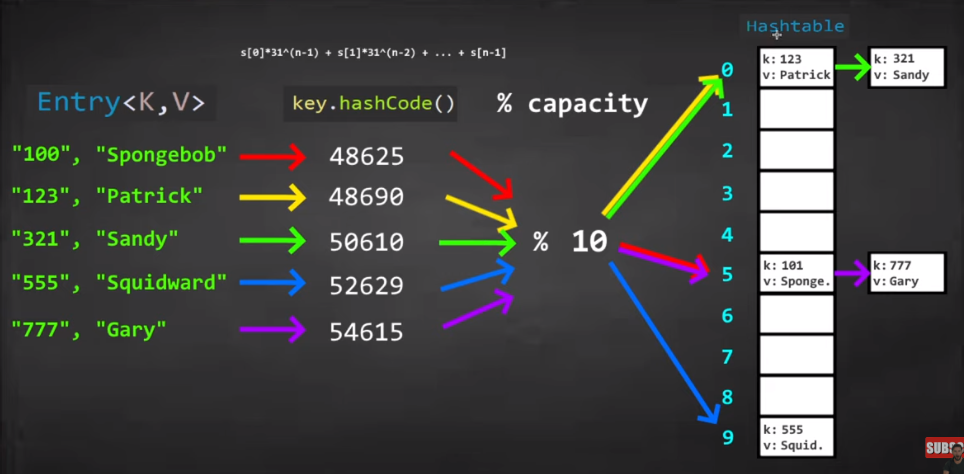 Hashtable
s[0]*31^(n-1) + s[1]*31^(n-2) + ... + s[n-1]
Entry<K,V>
key.hashCode()
% capacity
"100", "Spongebob"
48625
"123", "Patrick"
48690
"321", "Sandy"
50610
"555", "Squidward"
52629
"777", "Gary"
54615
% 10
0
k: 123
v: Patrick
k: 321
v: Sandy
1
2
3
4
5
k: 101
v: Sponge.
k: 777
v: Gary
6
7
8
9
k: 555
v: Squid.